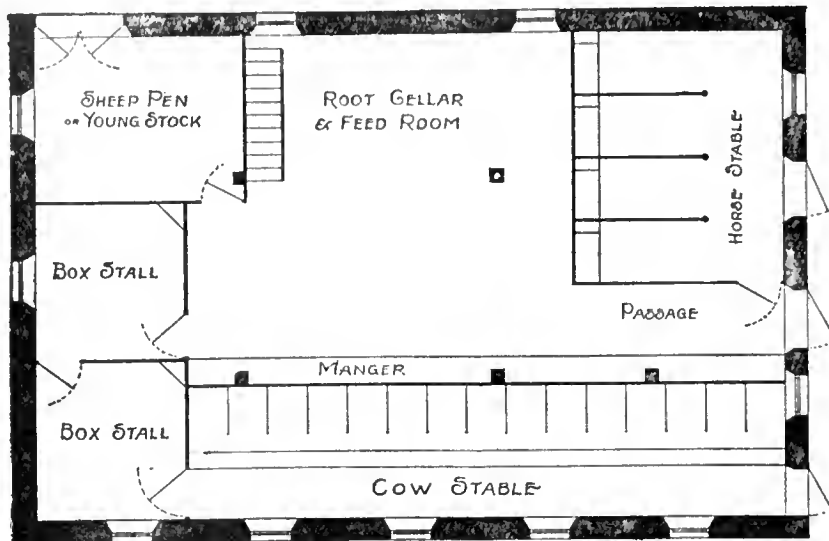 SHEEP PEN
OR YOUNG STOCK
ROOT CELLAR
& FEED ROOM
HORSE STABLE
BOX STALL
PASSAGE
MANGER
BOX STALL
COW STABLE